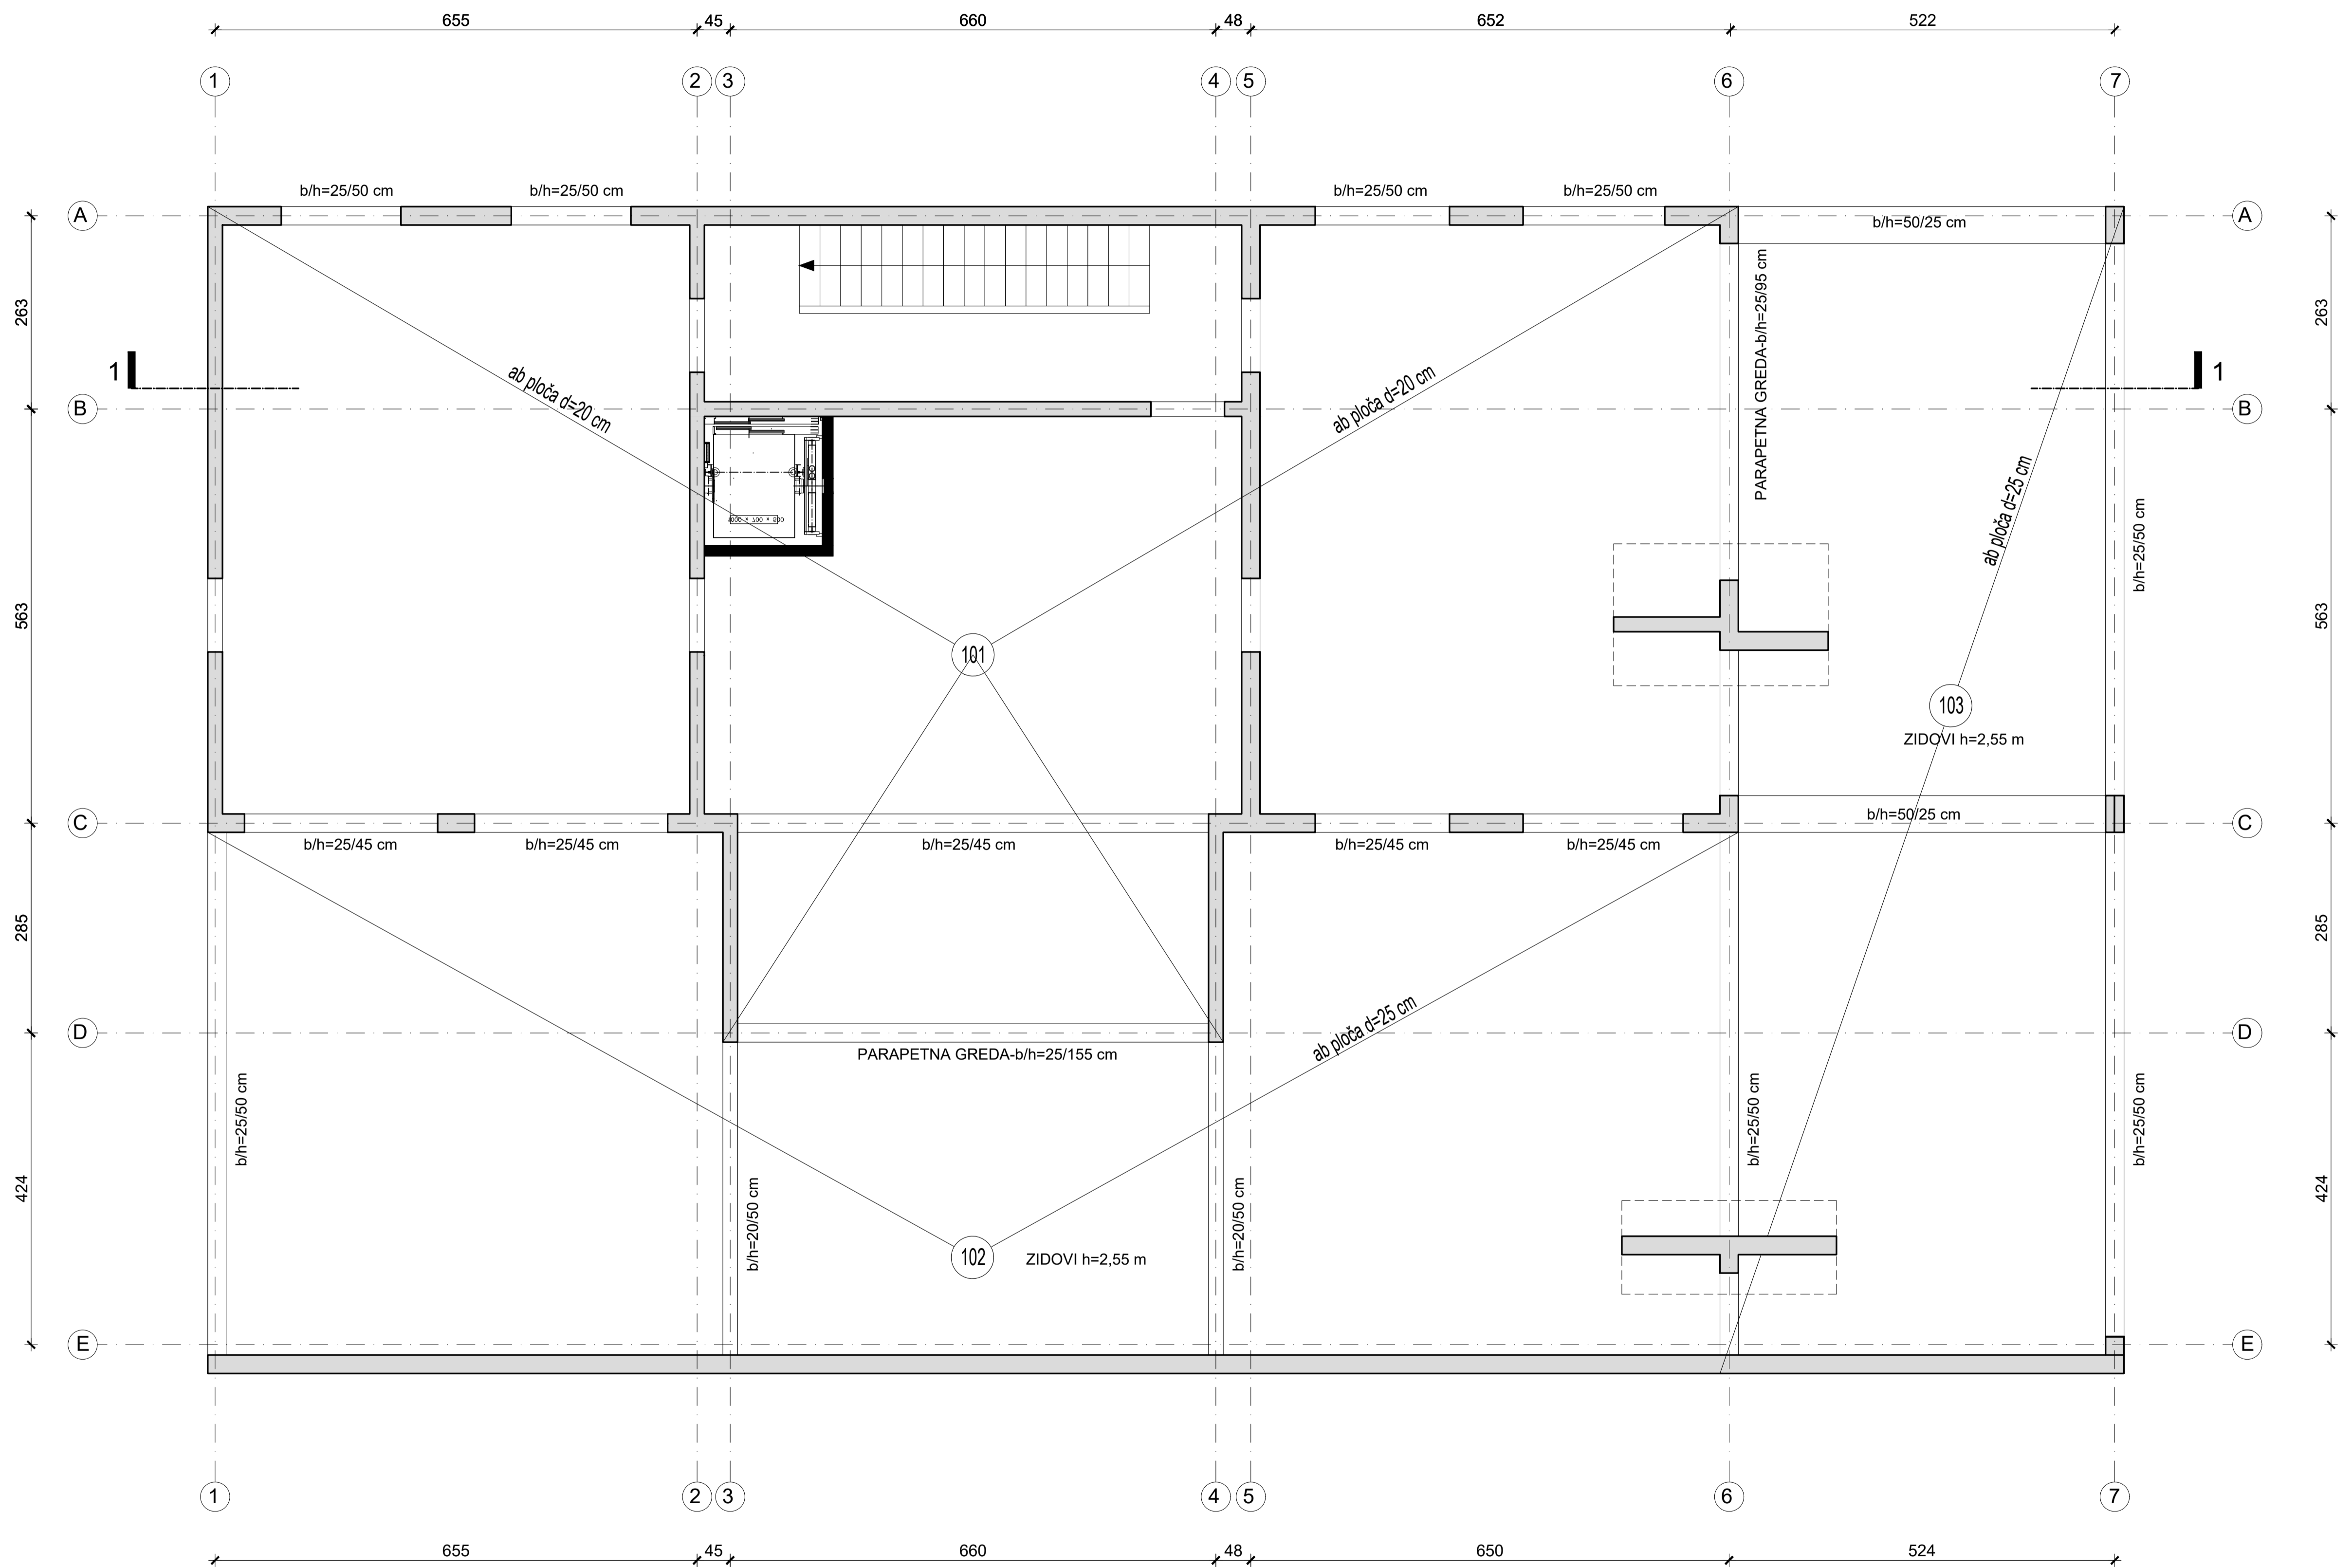 655 45 660 48 652 522
1 2 3 4 5 6 7
b/h=25/50 cm b/h=25/50 cm b/h=25/50 cm b/h=25/50 cm
A b/h=50/25 cm A
263 PARAPETNA GREDA-b/h=25/95 cm 263
1 ab ploča d=20 cm ab ploča d=20 cm 1
B B
ab ploča d=25 cm
b/h=25/50 cm
563 563
101
103
ZIDOVI h=2,55 m
b/h=50/25 cm
C C
b/h=25/45 cm b/h=25/45 cm b/h=25/45 cm b/h=25/45 cm b/h=25/45 cm
285 285
ab ploča d=25 cm
D D
PARAPETNA GREDA-b/h=25/155 cm
b/h=25/50 cm b/h=25/50 cm b/h=25/50 cm
424 b/h=20/50 cm b/h=20/50 cm 424
102 ZIDOVI h=2,55 m
E E
1 2 3 4 5 6 7
655 45 660 48 650 524